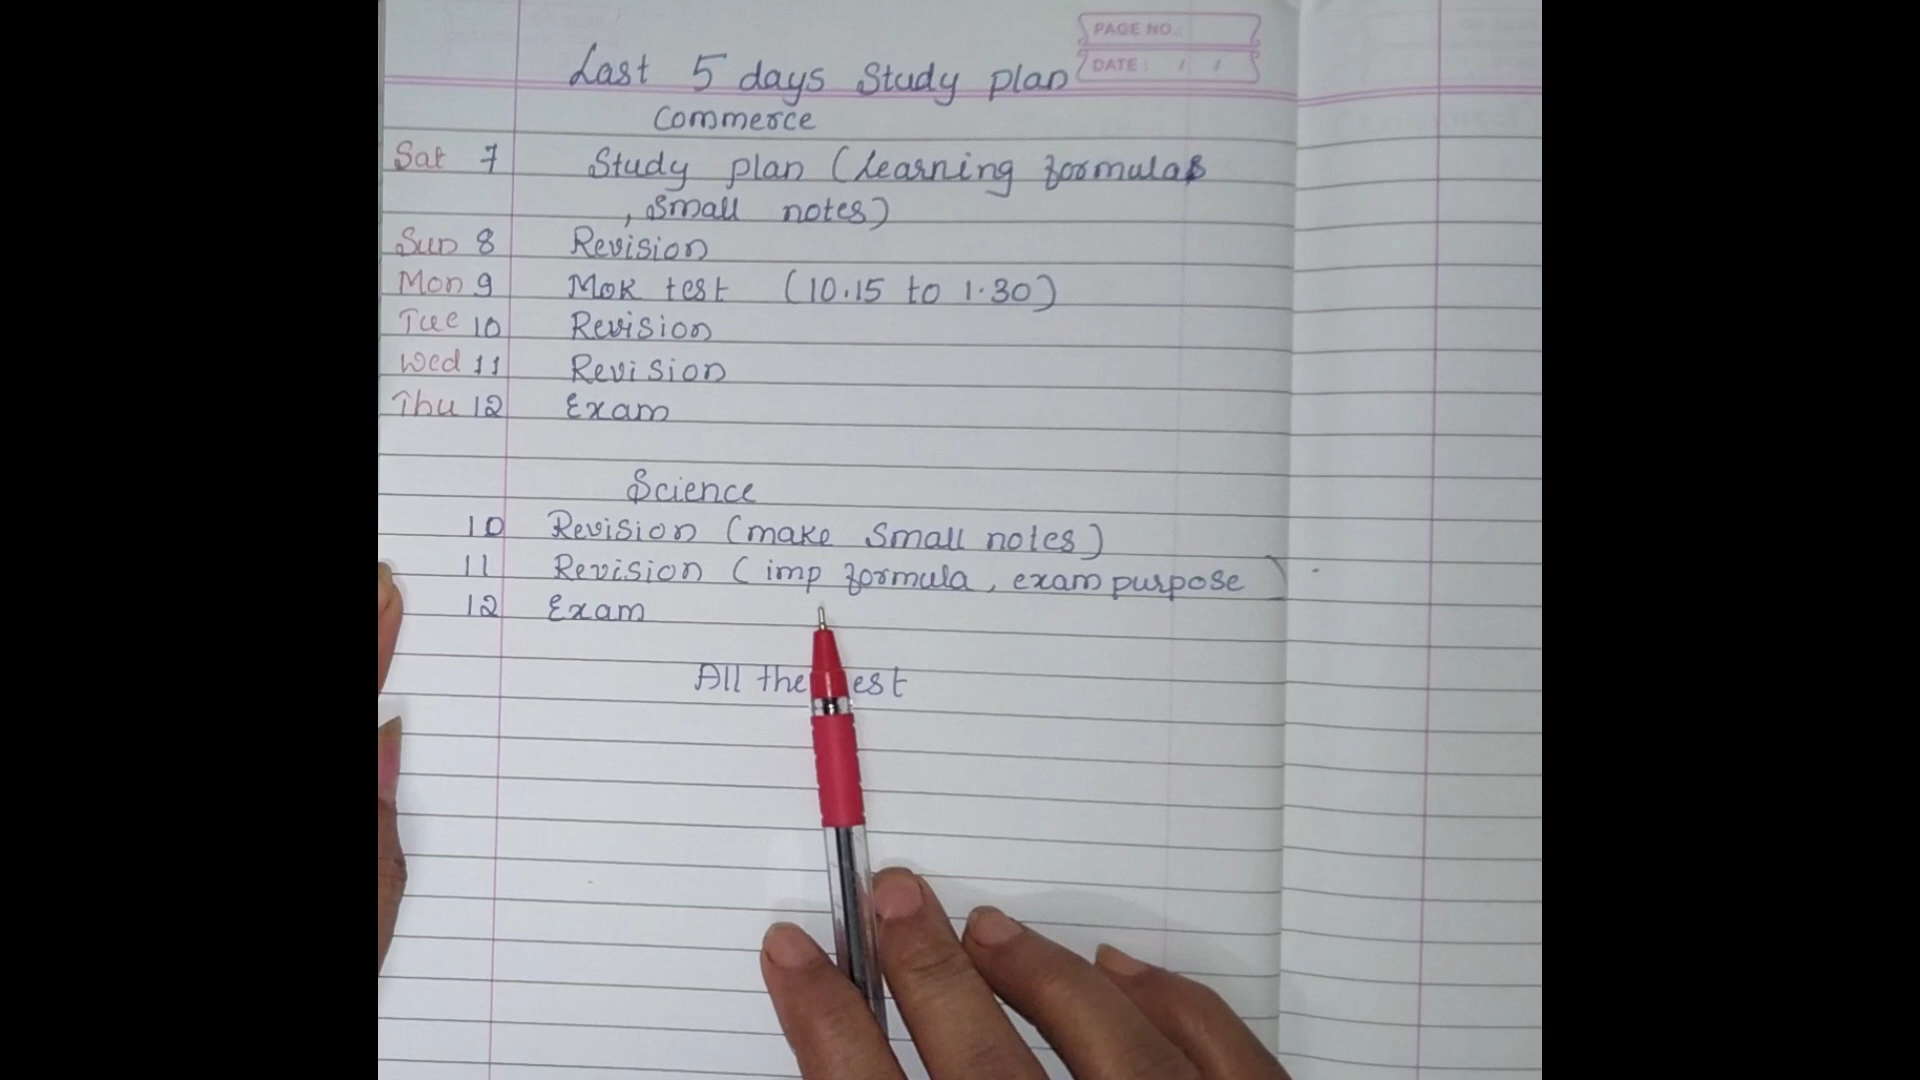 PAGE NO.:
DATE: / /
Last 5 days Study plan
Commerce
Sat 7 Study plan (Learning formulas
, Small notes)
Sun 8 Revision
Mon 9 Mok test (10.15 to 1.30)
Tue 10 Revision
Wed 11 Revision
Thu 12 Exam
Science
10 Revision (make Small notes)
11 Revision (imp formula, exam purpose)
12 Exam
All the est